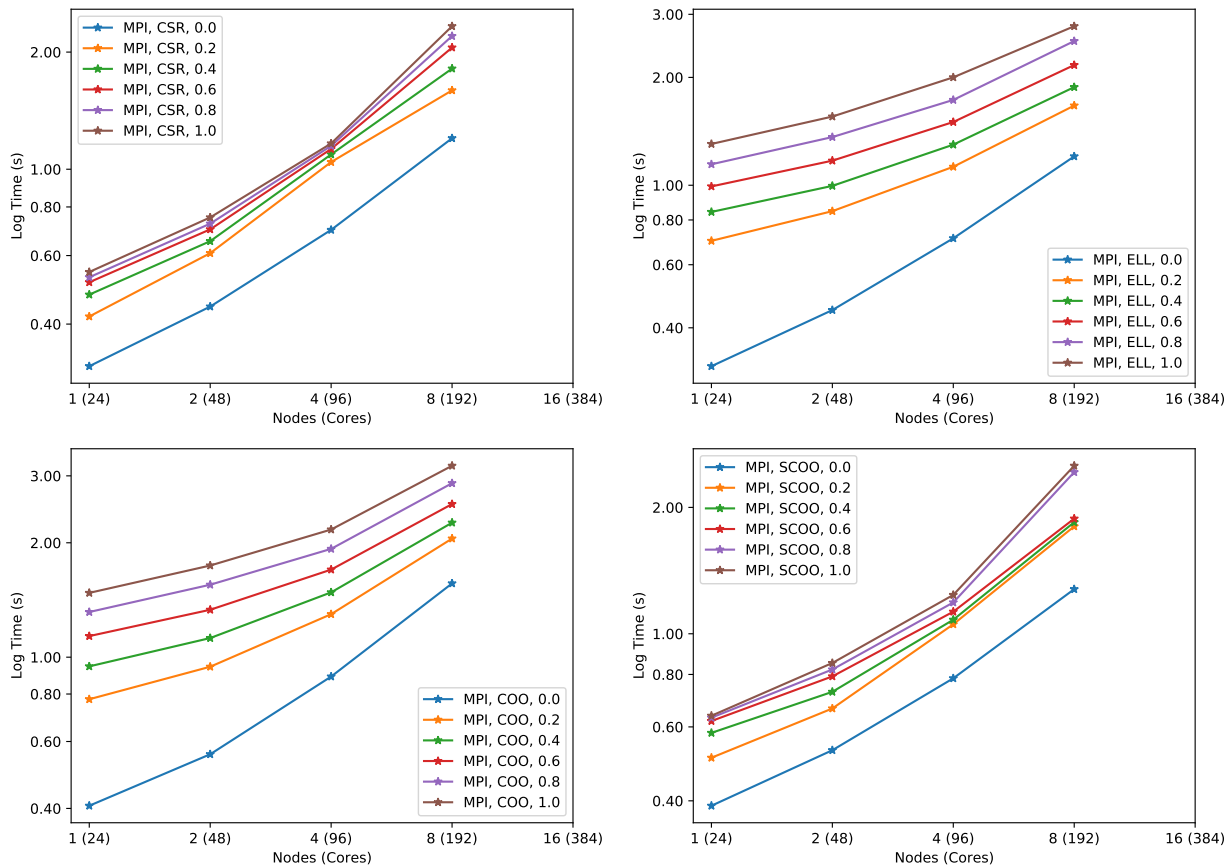 MPI, CSR, 0.0
MPI, CSR, 0.2
MPI, CSR, 0.4
MPI, CSR, 0.6
MPI, CSR, 0.8
MPI, CSR, 1.0
2.00
1.00
0.80
0.60
0.40
Log Time (s)
1 (24) 2 (48) 4 (96) 8 (192) 16 (384)
Nodes (Cores)
3.00
2.00
1.00
0.80
0.60
0.40
Log Time (s)
MPI, ELL, 0.0
MPI, ELL, 0.2
MPI, ELL, 0.4
MPI, ELL, 0.6
MPI, ELL, 0.8
MPI, ELL, 1.0
1 (24) 2 (48) 4 (96) 8 (192) 16 (384)
Nodes (Cores)
3.00
2.00
1.00
0.80
0.60
0.40
Log Time (s)
MPI, COO, 0.0
MPI, COO, 0.2
MPI, COO, 0.4
MPI, COO, 0.6
MPI, COO, 0.8
MPI, COO, 1.0
1 (24) 2 (48) 4 (96) 8 (192) 16 (384)
Nodes (Cores)
MPI, SCOO, 0.0
MPI, SCOO, 0.2
MPI, SCOO, 0.4
MPI, SCOO, 0.6
MPI, SCOO, 0.8
MPI, SCOO, 1.0
2.00
1.00
0.80
0.60
0.40
Log Time (s)
1 (24) 2 (48) 4 (96) 8 (192) 16 (384)
Nodes (Cores)